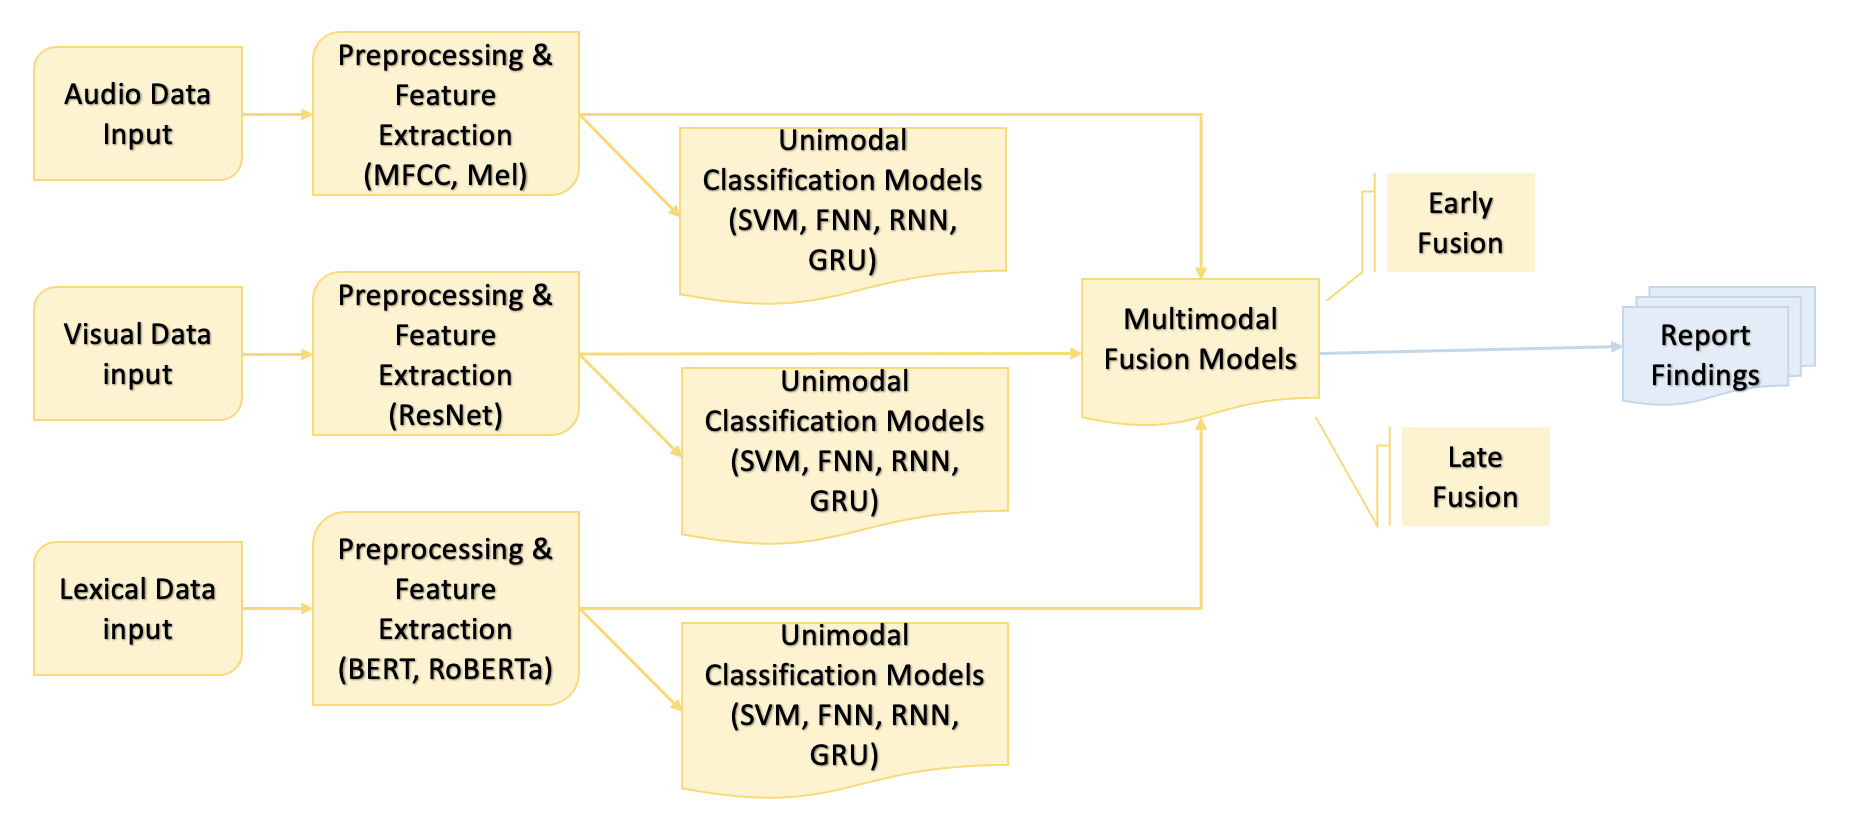 Audio Data
Input
Preprocessing &
Feature
Extraction
(MFCC, Mel)
Unimodal
Classification Models
(SVM, FNN, RNN,
GRU)
Visual Data
input
Preprocessing &
Feature
Extraction
(ResNet)
Unimodal
Classification Models
(SVM, FNN, RNN,
GRU)
Lexical Data
input
Preprocessing &
Feature
Extraction
(BERT, RoBERTa)
Unimodal
Classification Models
(SVM, FNN, RNN,
GRU)
Multimodal
Fusion Models
Early
Fusion
Late
Fusion
Report
Findings